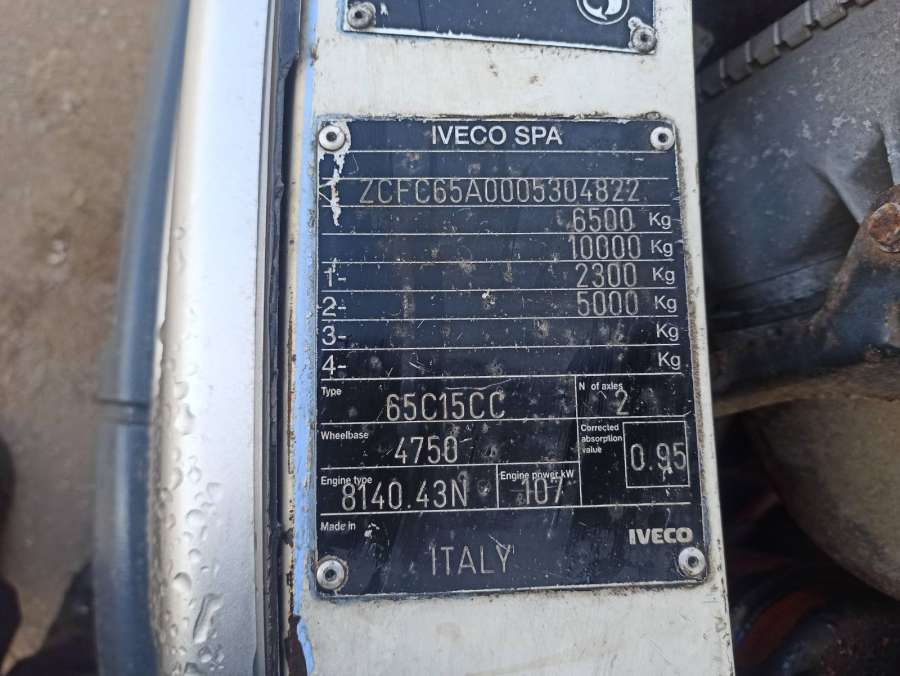 IVECO SPA
ZCFC65A0005304822
6500 Kg
10000 Kg
1- 2300 Kg
2- 5000 Kg
3- Kg
4- Kg
Type 65C15CC N of axles 2
Wheelbase 4750 Corrected absorption value 0.95
Engine type 8140.43N Engine power kW 107
Made in ITALY IVECO